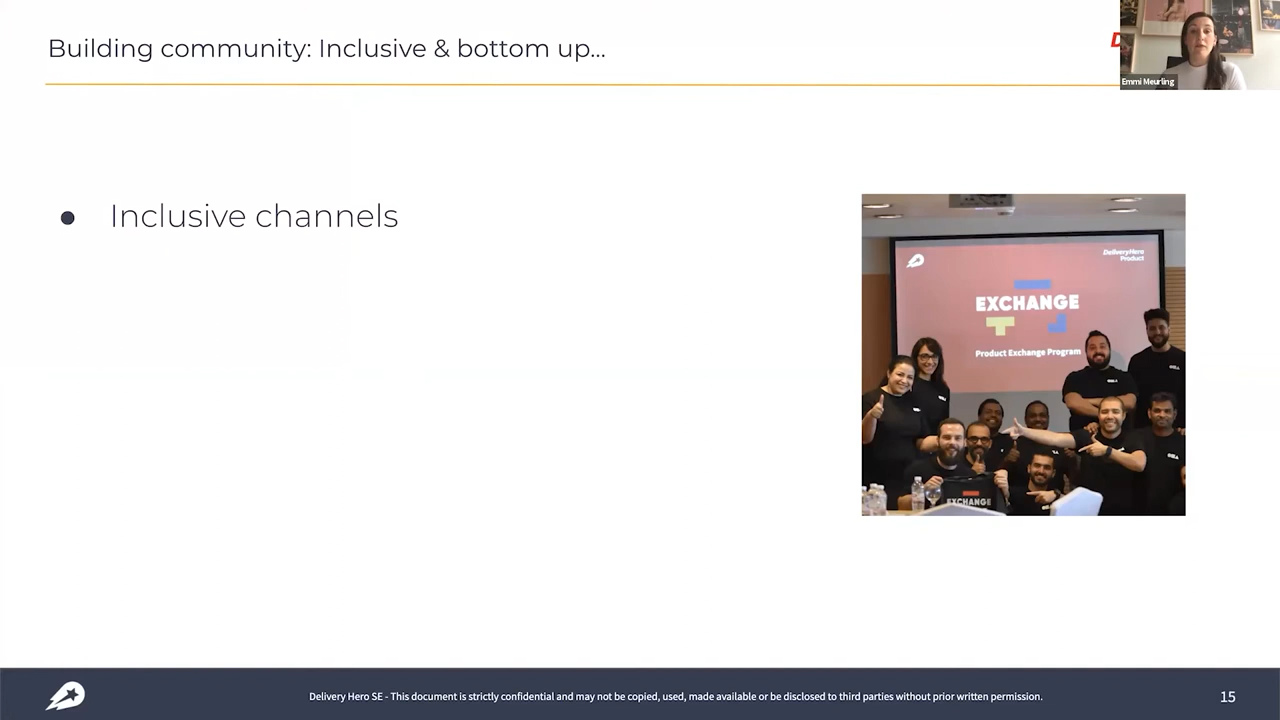 Building community: Inclusive & bottom up...
D
Emmi Meurling
● Inclusive channels
DeliveryHero
Product
EXCHANGE
Product Exchange Program
EXCHANGE
Delivery Hero SE - This document is strictly confidential and may not be copied, used, made available or be disclosed to third parties without prior written permission.
15